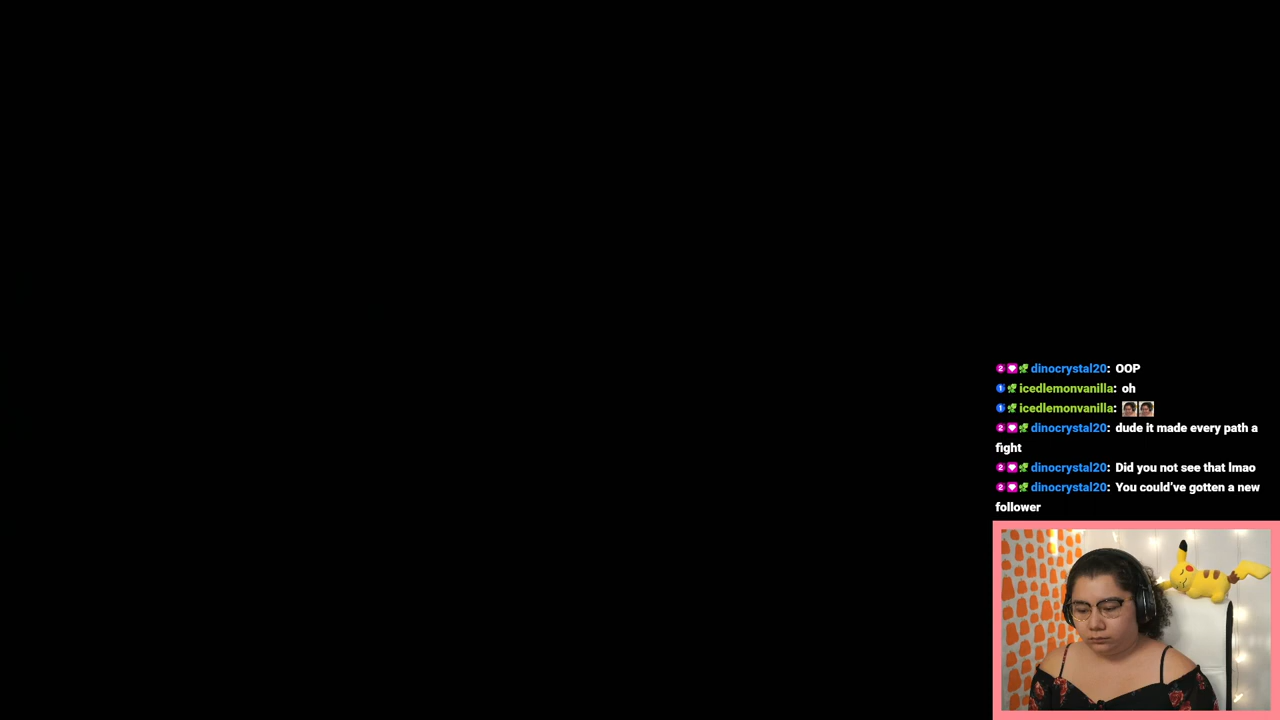 dinocrystal20: OOP
icedlemonvanilla: oh
icedlemonvanilla:
dinocrystal20: dude it made every path a
fight
dinocrystal20: Did you not see that lmao
dinocrystal20: You could've gotten a new
follower